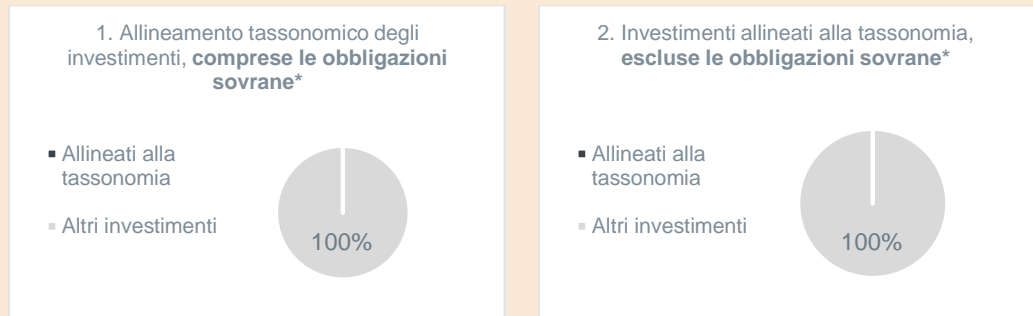 1. Allineamento tassonomico degli
investimenti, comprese le obbligazioni
sovrane*
Allineati alla
tassonomia
Altri investimenti
100%
2. Investimenti allineati alla tassonomia,
escluse le obbligazioni sovrane*
Allineati alla
tassonomia
Altri investimenti
100%